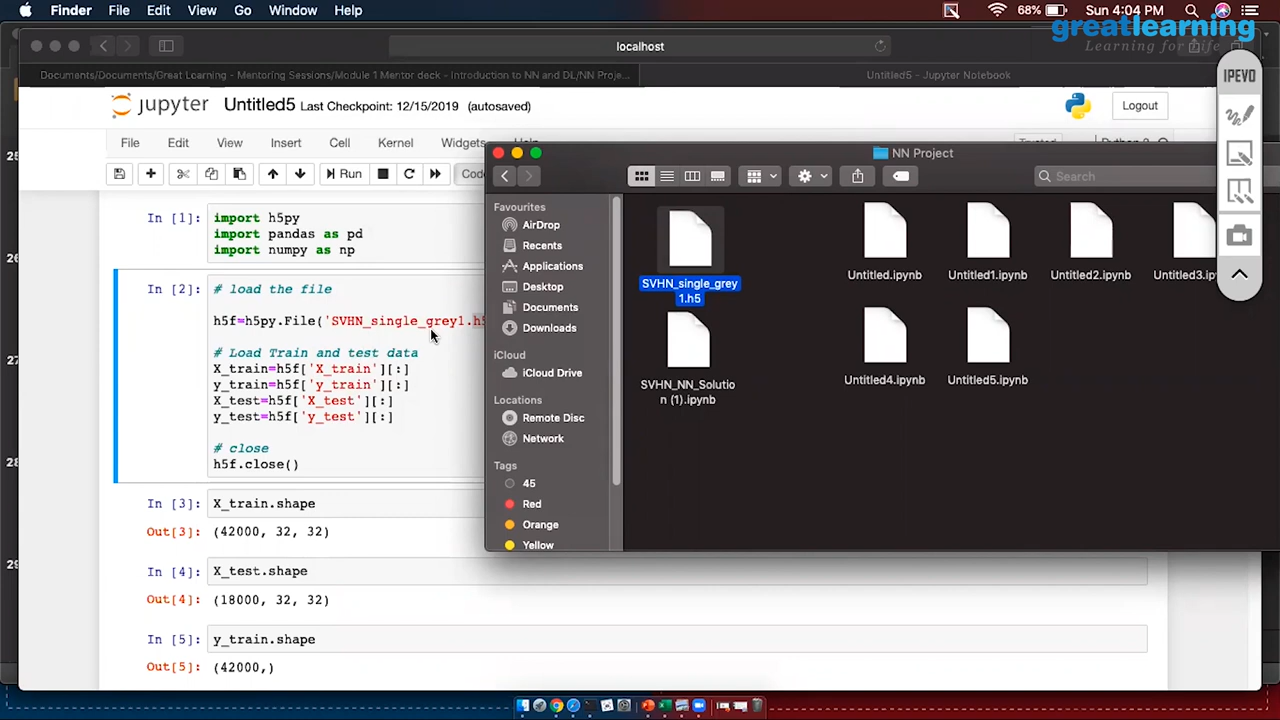 Finder File Edit View Go Window Help
68% Sun 4:04 PM
greatlearning
Learning for Life
localhost
Documents/Documents/Great Learning - Mentoring Sessions/Module 1 Mentor deck - Introduction to NN and DL/NN Proje...
Untitled5 - Jupyter Notebook
IPEVO
jupyter Untitled5 Last Checkpoint: 12/15/2019 (autosaved)
Logout
File Edit View Insert Cell Kernel Widgets
Run
NN Project
Search
In [1]: import h5py
import pandas as pd
import numpy as np
In [2]: # load the file
h5f=h5py.File('SVHN_single_grey1.h5
# Load Train and test data
X_train=h5f['X_train'][:]
y_train=h5f['y_train'][:]
X_test=h5f['X_test'][:]
y_test=h5f['y_test'][:]
# close
h5f.close()
In [3]: X_train.shape
Out[3]: (42000, 32, 32)
In [4]: X_test.shape
Out[4]: (18000, 32, 32)
In [5]: y_train.shape
Out[5]: (42000,)
Favourites
AirDrop
Recents
Applications
Desktop
Documents
Downloads
iCloud
iCloud Drive
Locations
Remote Disc
Network
Tags
45
Red
Orange
Yellow
SVHN_single_grey
1.h5
Untitled.ipynb
Untitled1.ipynb
Untitled2.ipynb
SVHN_NN_Solutio
n (1).ipynb
Untitled4.ipynb
Untitled5.ipynb
26
27
28